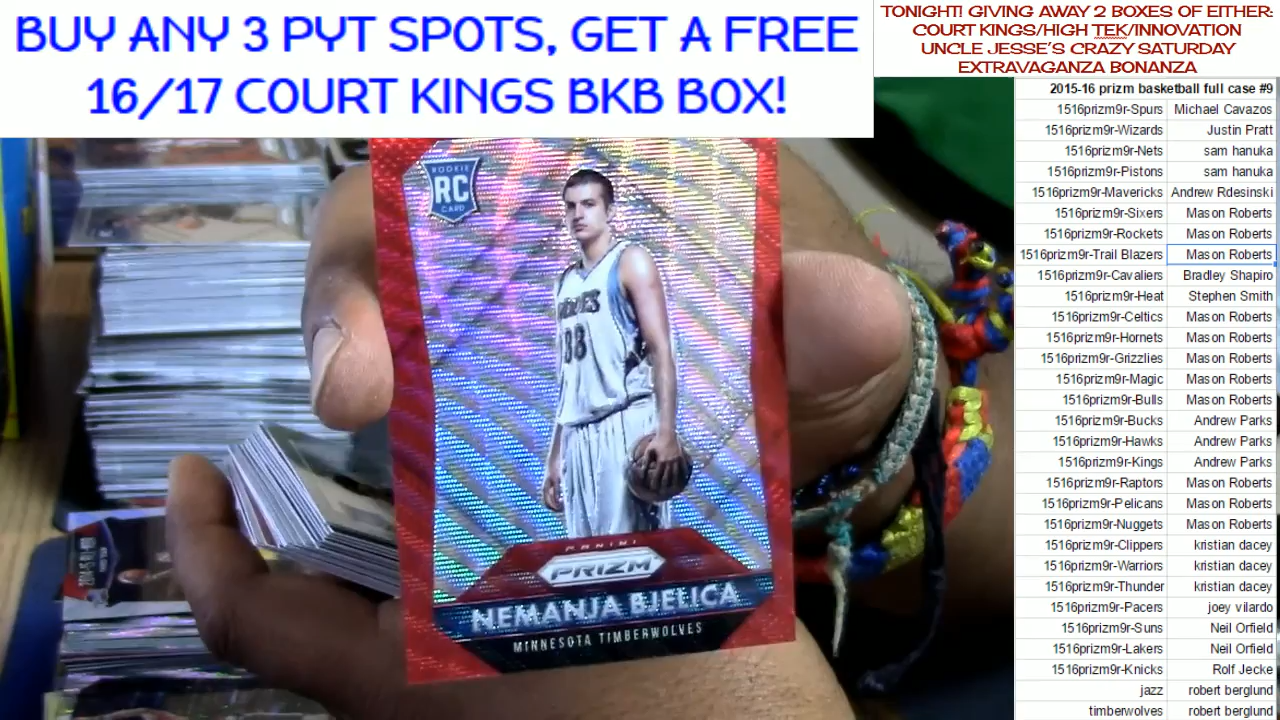 BUY ANY 3 PYT SPOTS, GET A FREE
16/17 COURT KINGS BKB BOX!
TONIGHT! GIVING AWAY 2 BOXES OF EITHER:
COURT KINGS/HIGH TEK/INNOVATION
UNCLE JESSE'S CRAZY SATURDAY
EXTRAVAGANZA BONANZA
2015-16 prizm basketball full case #9
1516prizm9r-Spurs Michael Cavazos
1516prizm9r-Wizards Justin Pratt
1516prizm9r-Nets sam hanuka
1516prizm9r-Pistons sam hanuka
1516prizm9r-Mavericks Andrew Rdesinski
1516prizm9r-Sixers Mason Roberts
1516prizm9r-Rockets Mason Roberts
1516prizm9r-Trail Blazers Mason Roberts
1516prizm9r-Cavaliers Bradley Shapiro
1516prizm9r-Heat Stephen Smith
1516prizm9r-Celtics Mason Roberts
1516prizm9r-Hornets Mason Roberts
1516prizm9r-Grizzlies Mason Roberts
1516prizm9r-Magic Mason Roberts
1516prizm9r-Bulls Mason Roberts
1516prizm9r-Bucks Andrew Parks
1516prizm9r-Hawks Andrew Parks
1516prizm9r-Kings Andrew Parks
1516prizm9r-Raptors Mason Roberts
1516prizm9r-Pelicans Mason Roberts
1516prizm9r-Nuggets Mason Roberts
1516prizm9r-Clippers kristian dacey
1516prizm9r-Warriors kristian dacey
1516prizm9r-Thunder kristian dacey
1516prizm9r-Pacers joey vilardo
1516prizm9r-Suns Neil Orfield
1516prizm9r-Lakers Neil Orfield
1516prizm9r-Knicks Rolf Jecke
jazz robert berglund
timberwolves robert berglund
ROOKIE
RC
CARD
88
PANINI
PRIZM
NEMANJA BJELICA
MINNESOTA TIMBERWOLVES